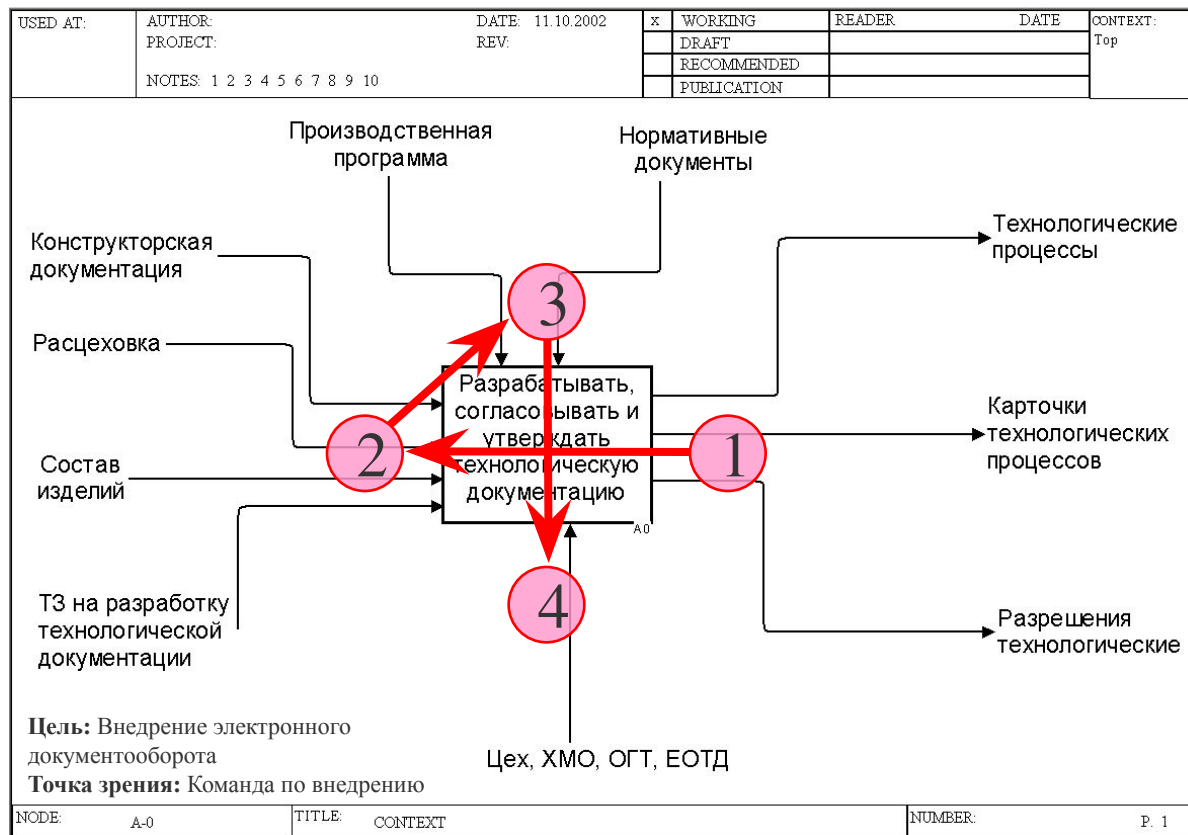 USED AT:
AUTHOR:
DATE: 11.10.2002
PROJECT:
REV:
NOTES: 1 2 3 4 5 6 7 8 9 10
x WORKING
DRAFT
RECOMMENDED
PUBLICATION
READER DATE
CONTEXT:
Top
Производственная
программа
Нормативные
документы
Конструкторская
документация
Технологические
процессы
Расцеховка
3
Разрабатывать,
согласовывать и
утверждать
технологическую
документацию
A0
2
1
Карточки
технологических
процессов
Состав
изделий
4
ТЗ на разработку
технологической
документации
Разрешения
технологические
Цель: Внедрение электронного
документооборота
Точка зрения: Команда по внедрению
Цех, ХМО, ОГТ, ЕОТД
NODE: A-0
TITLE: CONTEXT
NUMBER: P. 1